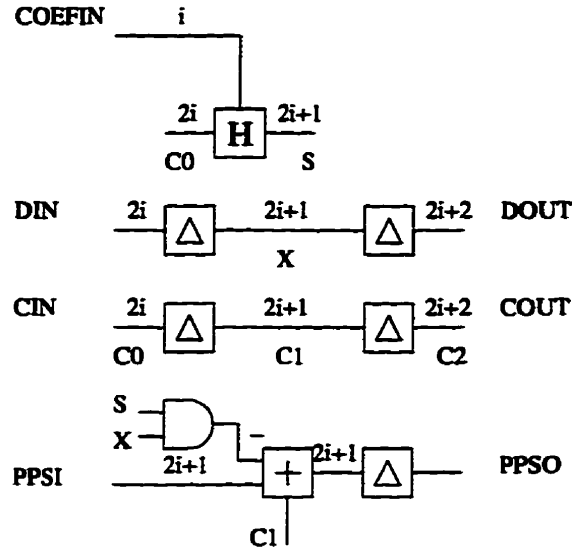 COEFIN i
2i H 2i+1
C0 S
DIN 2i Δ 2i+1 Δ 2i+2 DOUT
X
CIN 2i Δ 2i+1 Δ 2i+2 COUT
C0 C1 C2
S
X −
PPSI 2i+1 + 2i+1 Δ PPSO
C1